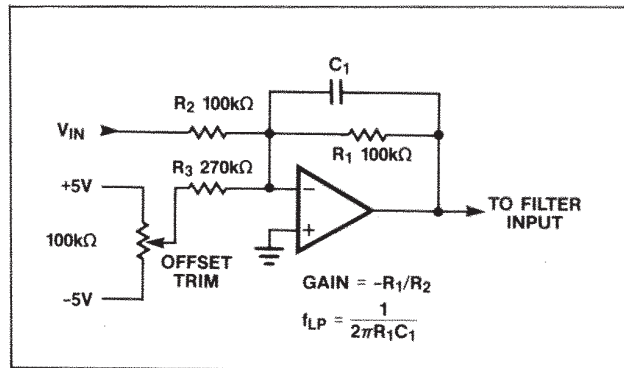 C1
R2 100kΩ
VIN
R1 100kΩ
R3 270kΩ
+5V
−
+
TO FILTER
INPUT
100kΩ
OFFSET
TRIM
-5V
GAIN = -R1/R2
fLP = 1
2πR1C1